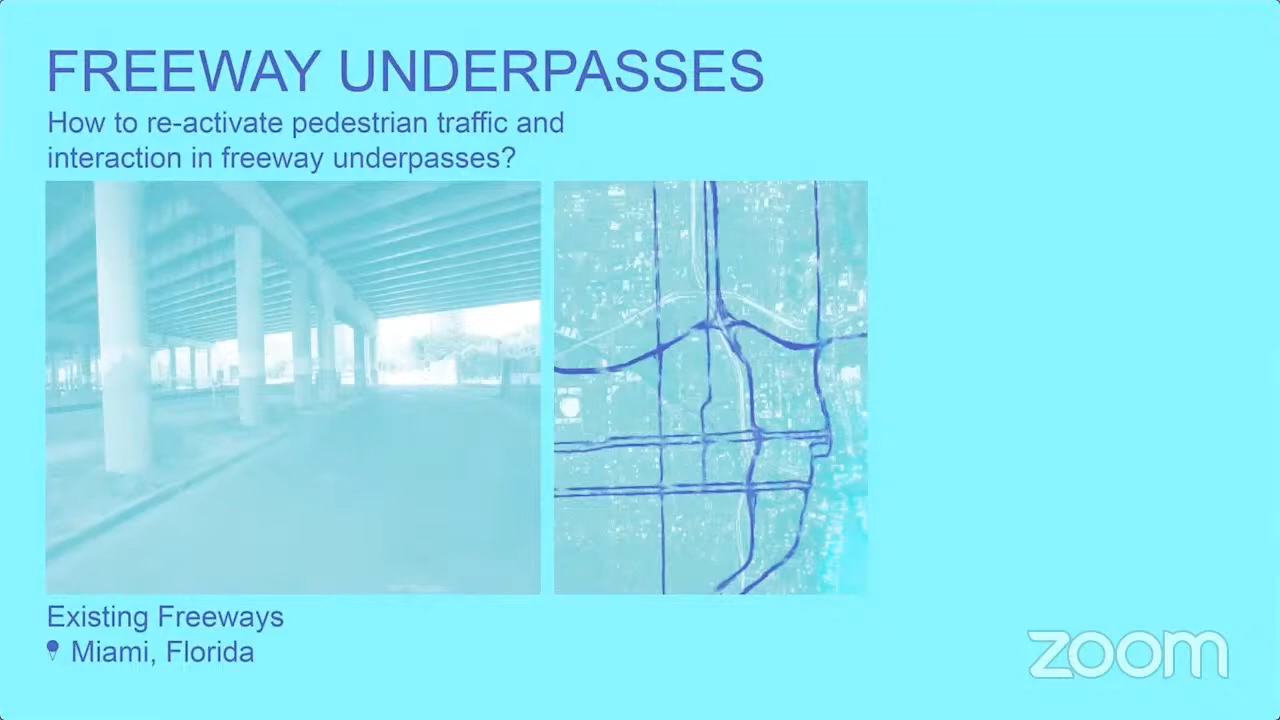 FREEWAY UNDERPASSES
How to re-activate pedestrian traffic and
interaction in freeway underpasses?
Existing Freeways
Miami, Florida
zoom